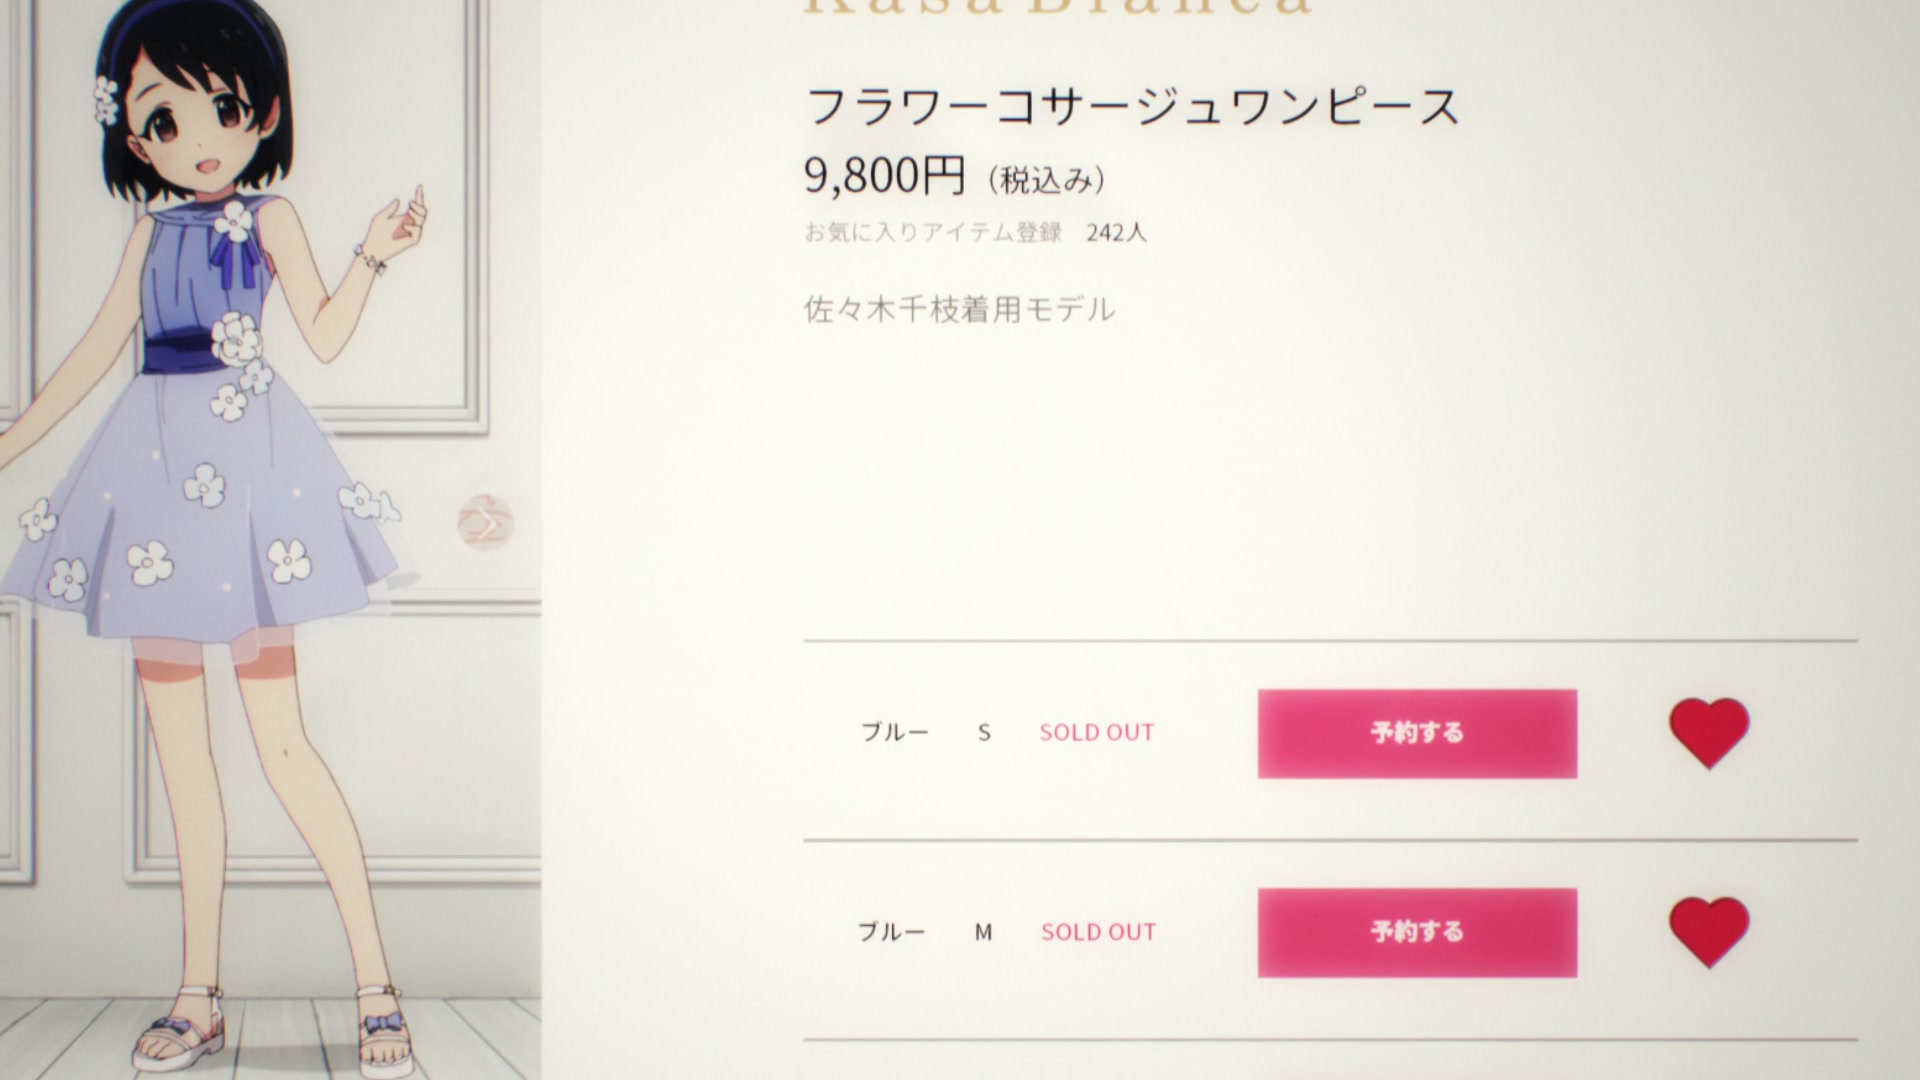 Kasa Bianca
フラワーコサージュワンピース
9,800円（税込み）
お気に入りアイテム登録 242人
佐々木千枝着用モデル
ブルー S SOLD OUT 予約する
ブルー M SOLD OUT 予約する